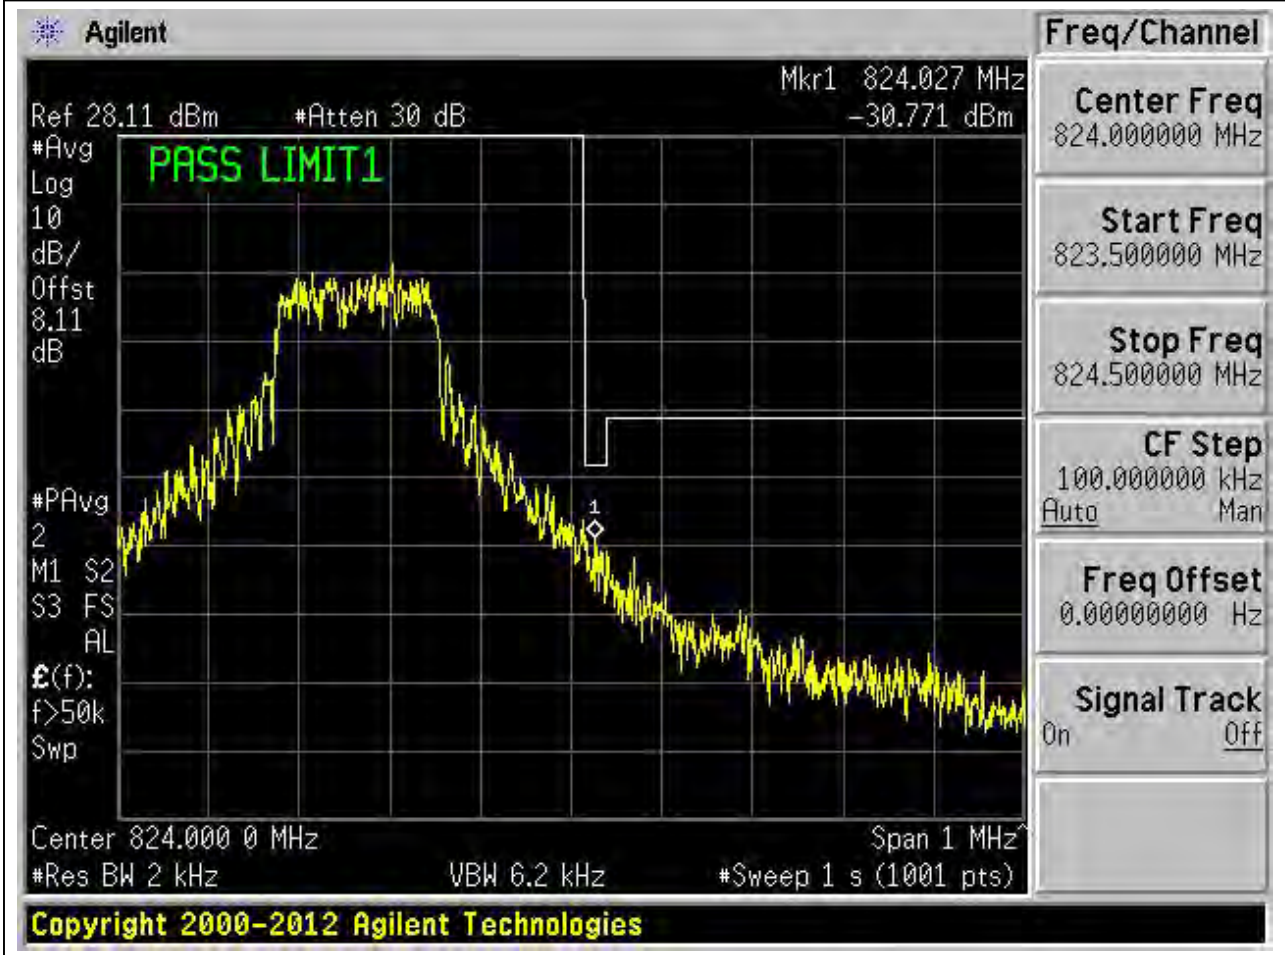 Agilent
Freq/Channel
Mkr1 824.027 MHz
Ref 28.11 dBm #Atten 30 dB -30.771 dBm
#Avg
Log
10
dB/
Offst
8.11
dB
PASS LIMIT1
1
#PAvg
2
M1 S2
S3 FS
AL
£(f):
f>50k
Swp
Center 824.000 0 MHz Span 1 MHz^
#Res BW 2 kHz VBW 6.2 kHz #Sweep 1 s (1001 pts)
Center Freq
824.000000 MHz
Start Freq
823.500000 MHz
Stop Freq
824.500000 MHz
CF Step
100.000000 kHz
Auto Man
Freq Offset
0.00000000 Hz
Signal Track
On Off
Copyright 2000-2012 Agilent Technologies